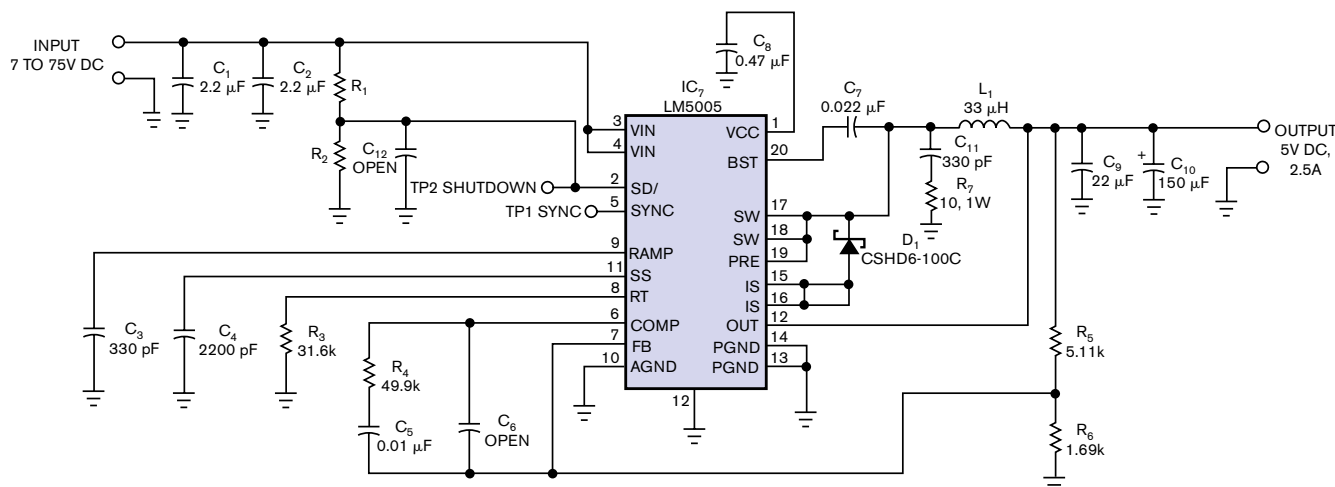 INPUT
7 TO 75V DC
C1
2.2 µF
C2
2.2 µF
R1
R2
C12
OPEN
TP2 SHUTDOWN
TP1 SYNC
C8
0.47 µF
IC7
LM5005
3
VIN
4
VIN
2
SD/
5
SYNC
9
RAMP
11
SS
8
RT
6
COMP
7
FB
10
AGND
12
1
VCC
20
BST
17
SW
18
SW
19
PRE
15
IS
16
IS
12
OUT
14
PGND
13
PGND
C7
0.022 µF
L1
33 µH
C11
330 pF
R7
10, 1W
D1
CSHD6-100C
C9
22 µF
+
C10
150 µF
OUTPUT
5V DC,
2.5A
C3
330 pF
C4
2200 pF
R3
31.6k
R4
49.9k
C5
0.01 µF
C6
OPEN
R5
5.11k
R6
1.69k